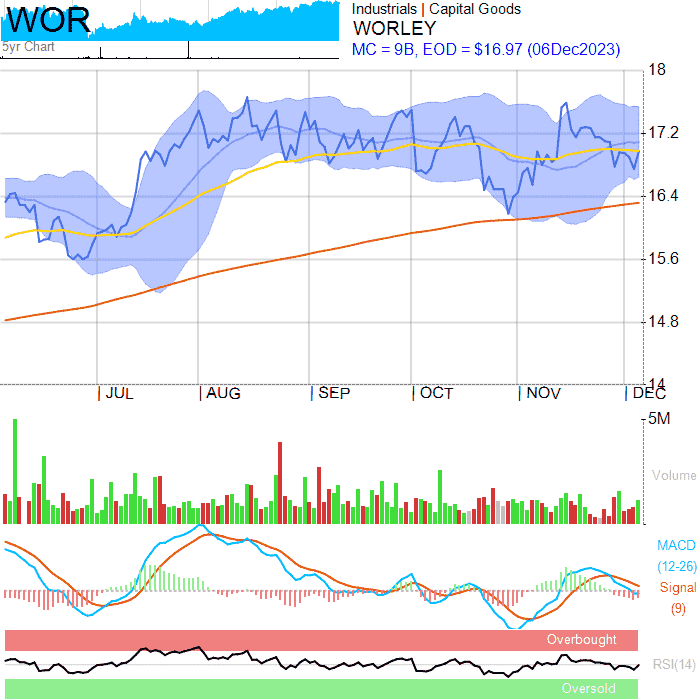 WOR
5yr Chart
Industrials | Capital Goods
WORLEY
MC = 9B, EOD = $16.97 (06Dec2023)
18
17.2
16.4
15.6
14.8
14
JUL
AUG
SEP
OCT
NOV
DEC
5M
Volume
MACD
(12-26)
Signal
(9)
Overbought
RSI(14)
Oversold